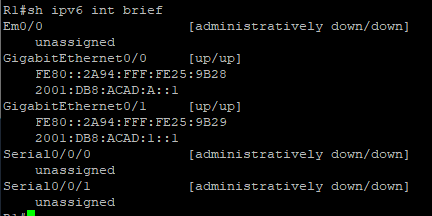 R1#sh ipv6 int brief
Em0/0                      [administratively down/down]
    unassigned
GigabitEthernet0/0         [up/up]
    FE80::2A94:FFF:FE25:9B28
    2001:DB8:ACAD:A::1
GigabitEthernet0/1         [up/up]
    FE80::2A94:FFF:FE25:9B29
    2001:DB8:ACAD:1::1
Serial0/0/0                [administratively down/down]
    unassigned
Serial0/0/1                [administratively down/down]
    unassigned
R1#